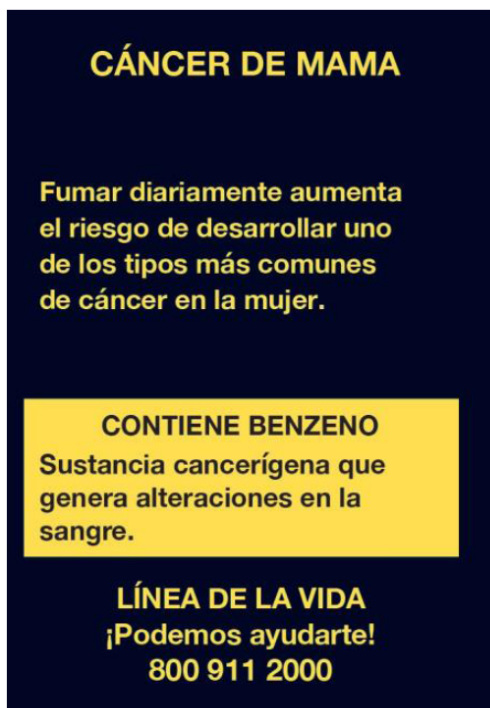 CÁNCER DE MAMA
Fumar diariamente aumenta
el riesgo de desarrollar uno
de los tipos más comunes
de cáncer en la mujer.
CONTIENE BENZENO
Sustancia cancerígena que
genera alteraciones en la
sangre.
LÍNEA DE LA VIDA
¡Podemos ayudarte!
800 911 2000